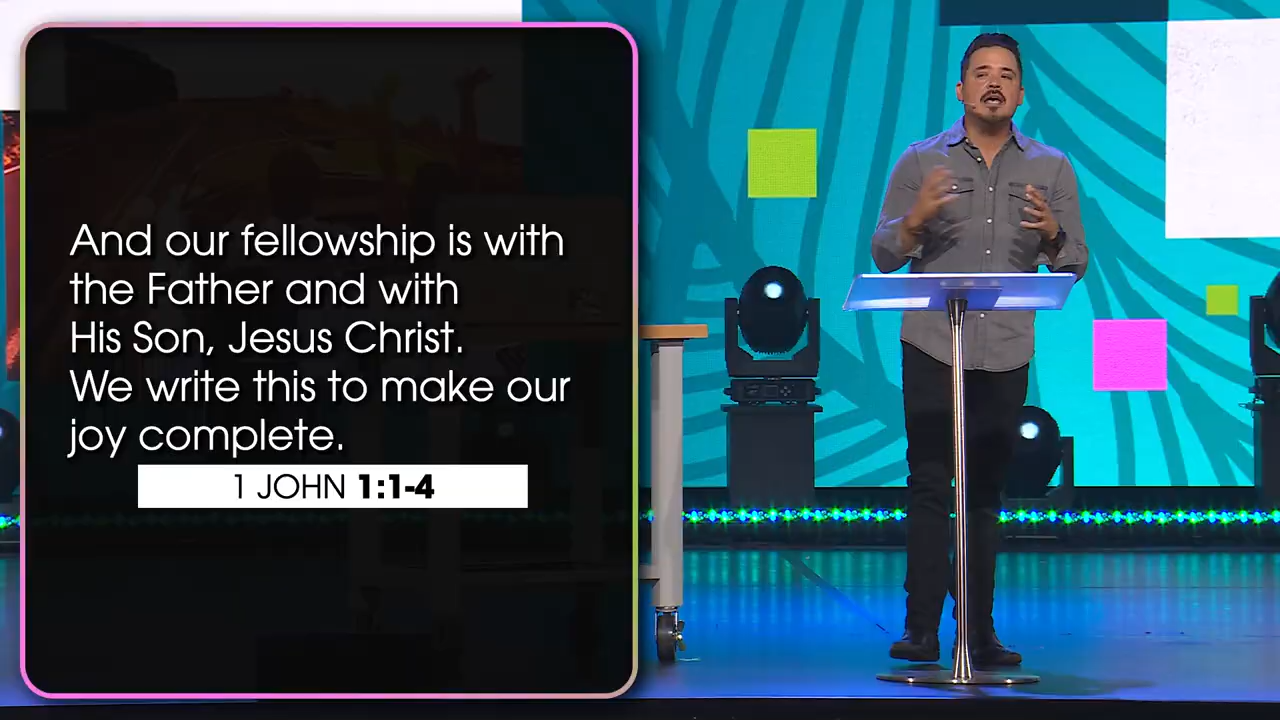 And our fellowship is with
the Father and with
His Son, Jesus Christ.
We write this to make our
joy complete.
1 JOHN 1:1-4